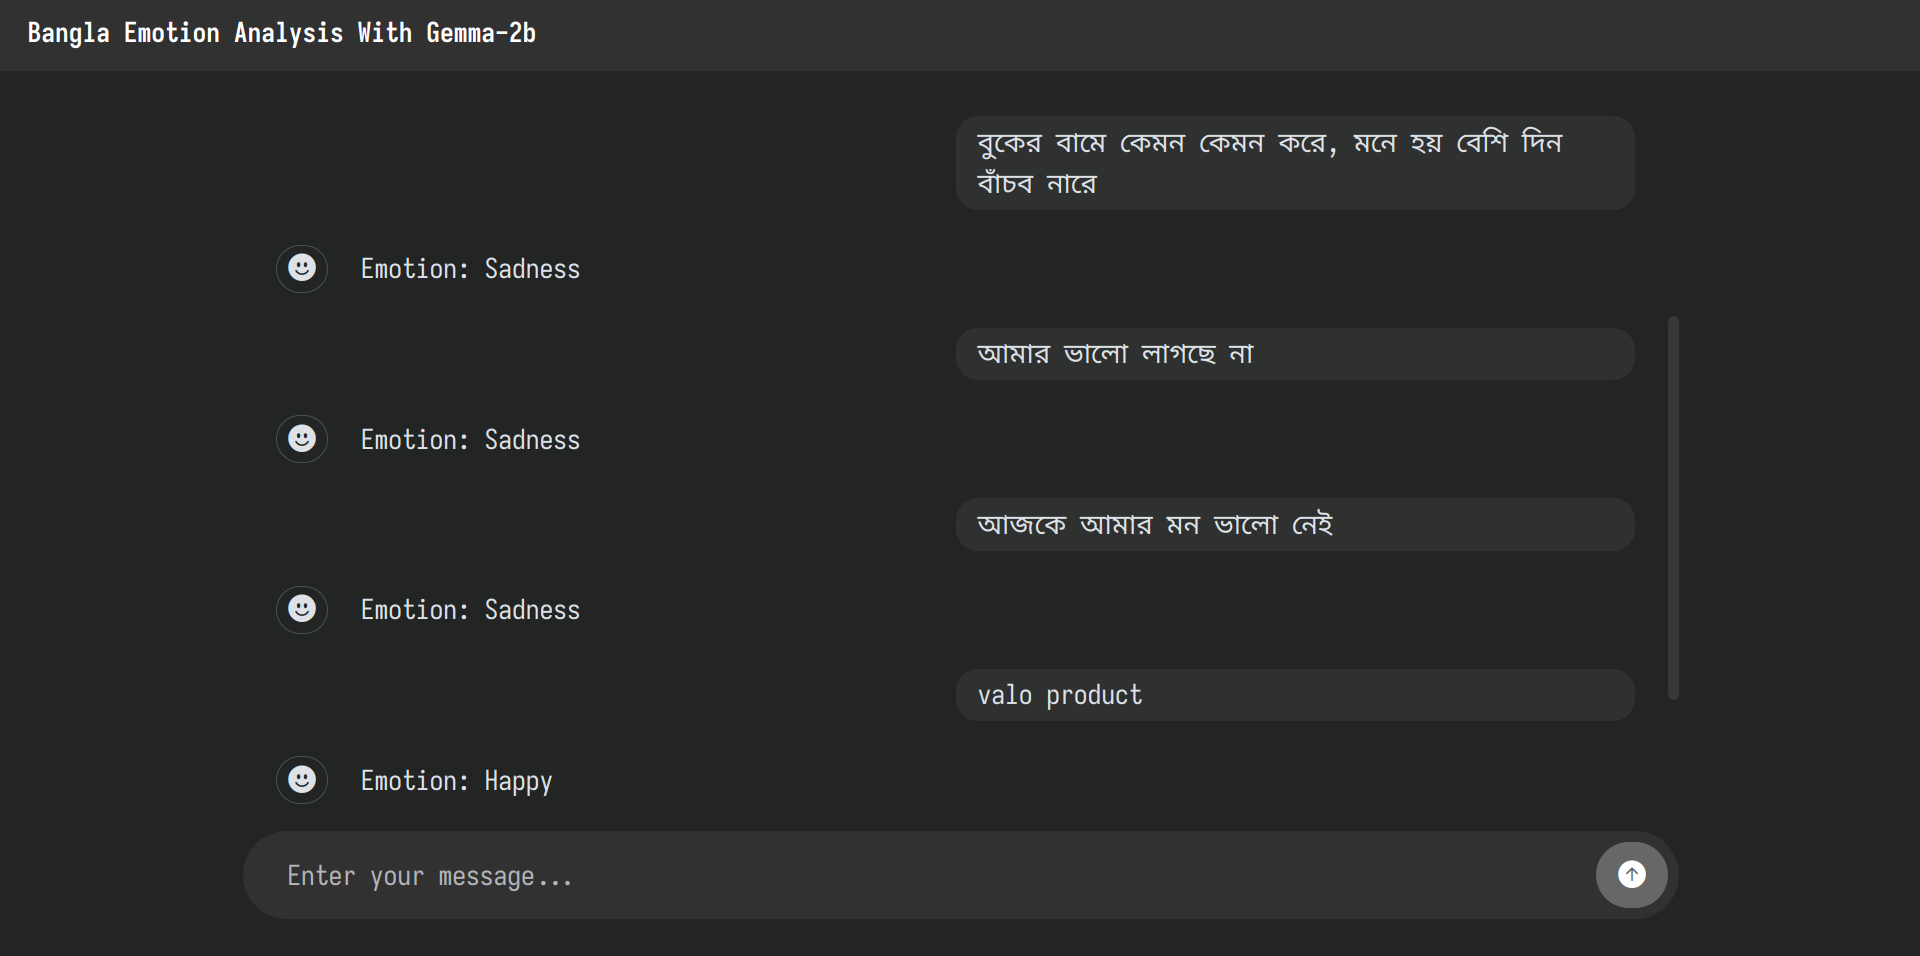 Bangla Emotion Analysis With Gemma-2b
বুকের বামে কেমন কেমন করে, মনে হয় বেশি দিন
বাঁচব নারে
Emotion: Sadness
আমার ভালো লাগছে না
Emotion: Sadness
আজকে আমার মন ভালো নেই
Emotion: Sadness
valo product
Emotion: Happy
Enter your message...